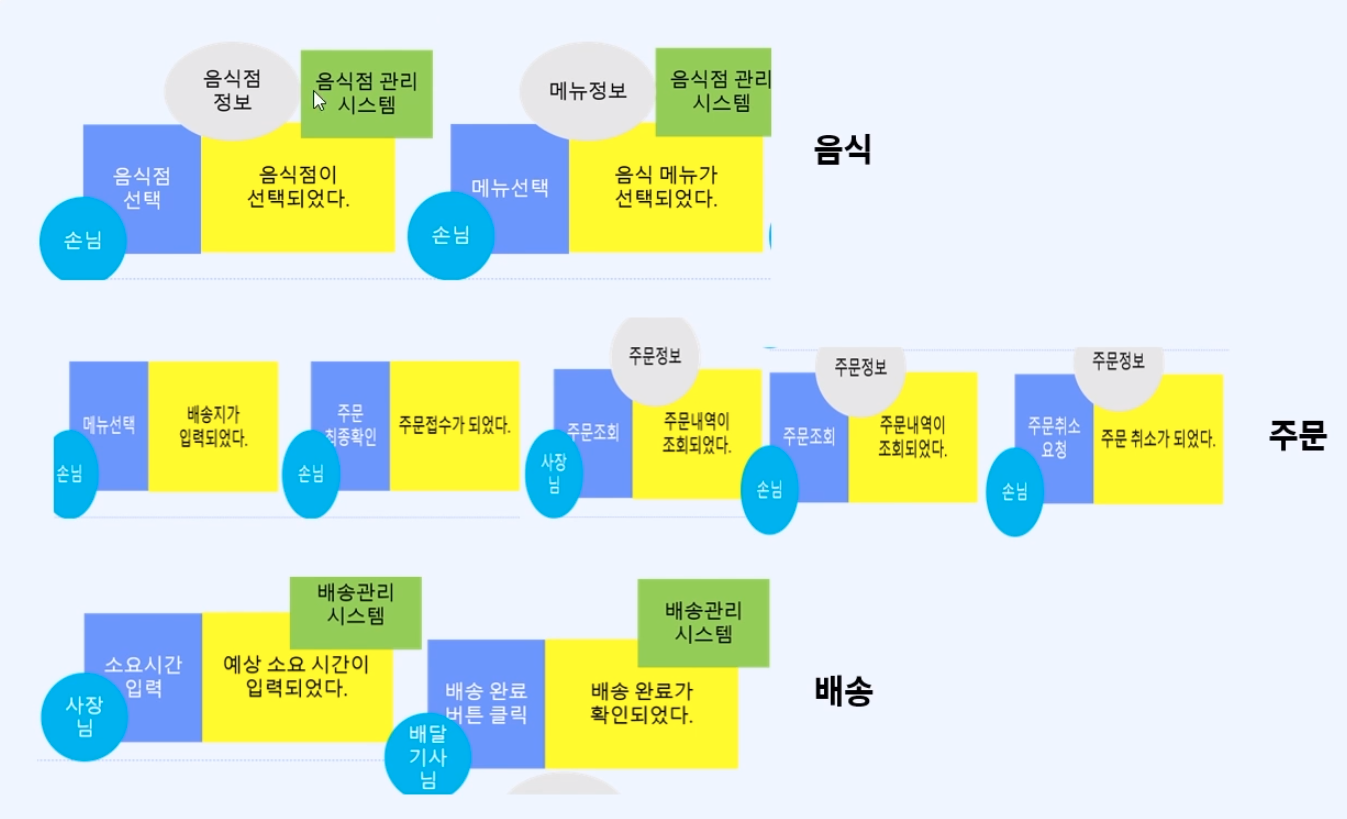 음식점
정보
음식점 관리
시스템
음식점
선택
음식점이
선택되었다.
손님
메뉴정보
음식점 관리
시스템
메뉴선택
음식 메뉴가
선택되었다.
손님
음식
메뉴선택
배송지가
입력되었다.
손님
주문
최종확인
주문접수가 되었다.
손님
주문정보
주문조회
주문내역이
조회되었다.
사장
님
주문정보
주문조회
주문내역이
조회되었다.
손님
주문정보
주문취소
요청
주문 취소가 되었다.
손님
주문
배송관리
시스템
소요시간
입력
예상 소요 시간이
입력되었다.
사장
님
배송관리
시스템
배송 완료
버튼 클릭
배송 완료가
확인되었다.
배달
기사
님
배송